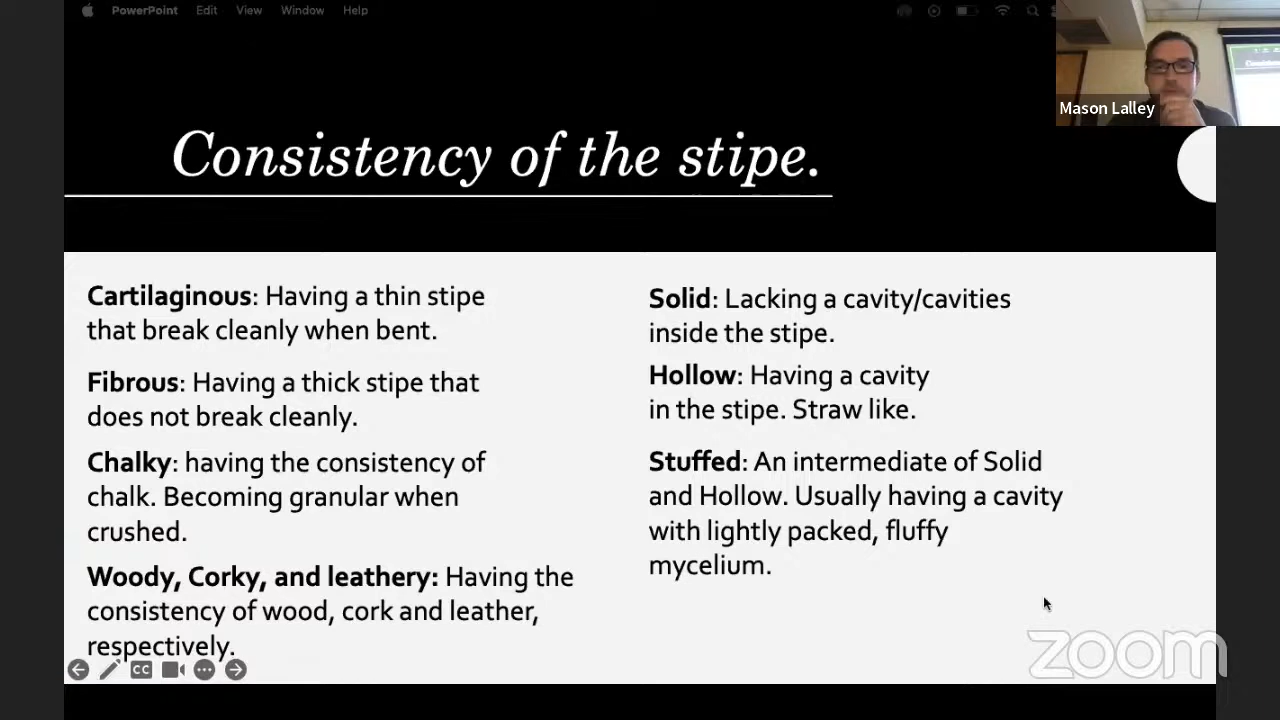 PowerPoint Edit View Window Help
Mason Lalley
Consistency of the stipe.
Cartilaginous: Having a thin stipe
that break cleanly when bent.
Fibrous: Having a thick stipe that
does not break cleanly.
Chalky: having the consistency of
chalk. Becoming granular when
crushed.
Woody, Corky, and leathery: Having the
consistency of wood, cork and leather,
respectively.
Solid: Lacking a cavity/cavities
inside the stipe.
Hollow: Having a cavity
in the stipe. Straw like.
Stuffed: An intermediate of Solid
and Hollow. Usually having a cavity
with lightly packed, fluffy
mycelium.
CC
zoom